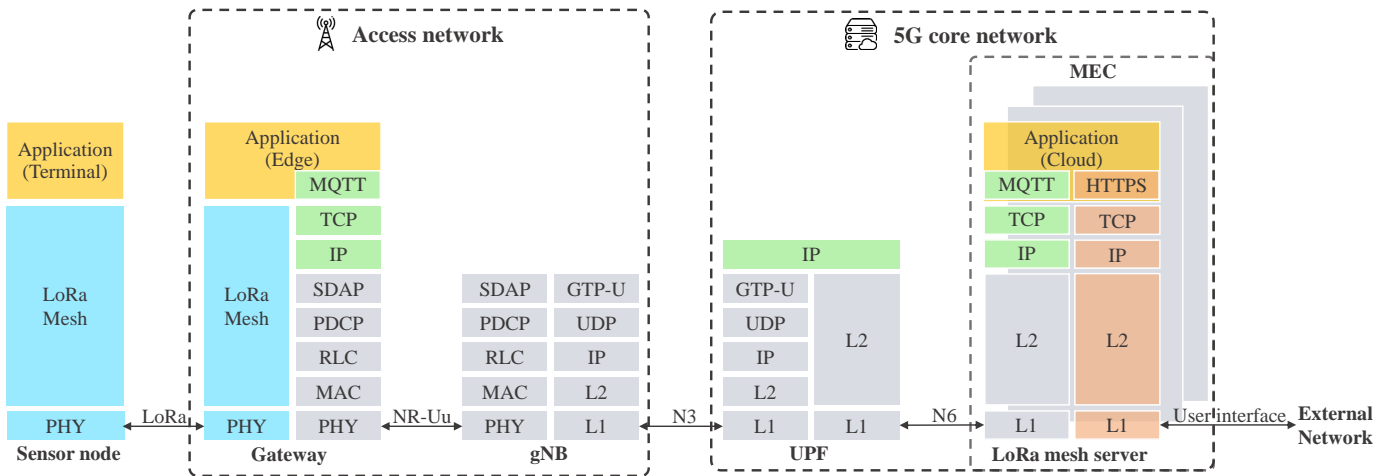 Access network
5G core network
MEC
Application
(Terminal)
LoRa
Mesh
PHY
Sensor node
LoRa
Application
(Edge)
MQTT
TCP
IP
LoRa
Mesh
SDAP
PDCP
RLC
MAC
PHY
PHY
Gateway
NR-Uu
SDAP
GTP-U
PDCP
UDP
RLC
IP
MAC
L2
PHY
L1
gNB
N3
IP
GTP-U
UDP
IP
L2
L2
L1
L1
UPF
N6
Application
(Cloud)
MQTT
HTTPS
TCP
TCP
IP
IP
L2
L2
L1
L1
LoRa mesh server
User interface
External
Network